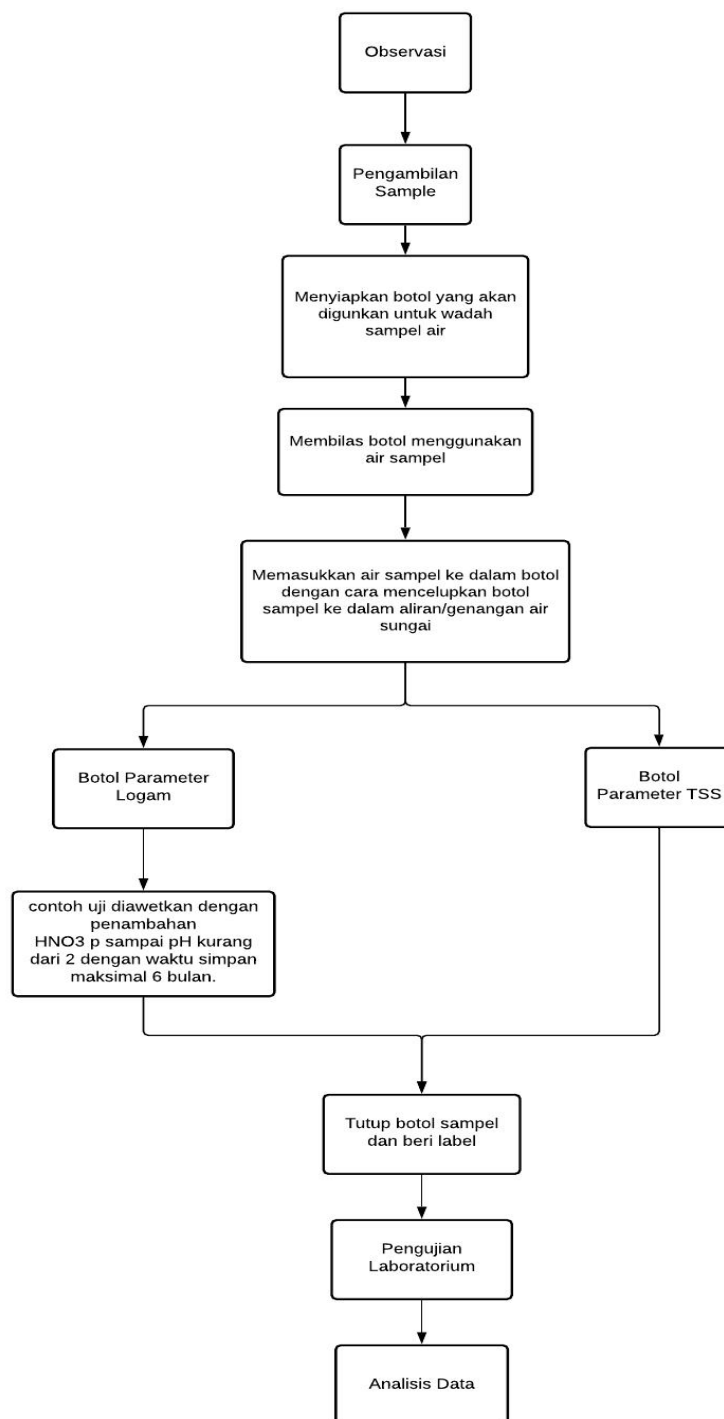 Observasi
Pengambilan
Sample
Menyiapkan botol yang akan
digunkan untuk wadah
sampel air
Membilas botol menggunakan
air sampel
Memasukkan air sampel ke dalam botol
dengan cara mencelupkan botol
sampel ke dalam aliran/genangan air
sungai
Botol Parameter
Logam
Botol
Parameter TSS
contoh uji diawetkan dengan
penambahan
HNO3 p sampai pH kurang
dari 2 dengan waktu simpan
maksimal 6 bulan.
Tutup botol sampel
dan beri label
Pengujian
Laboratorium
Analisis Data